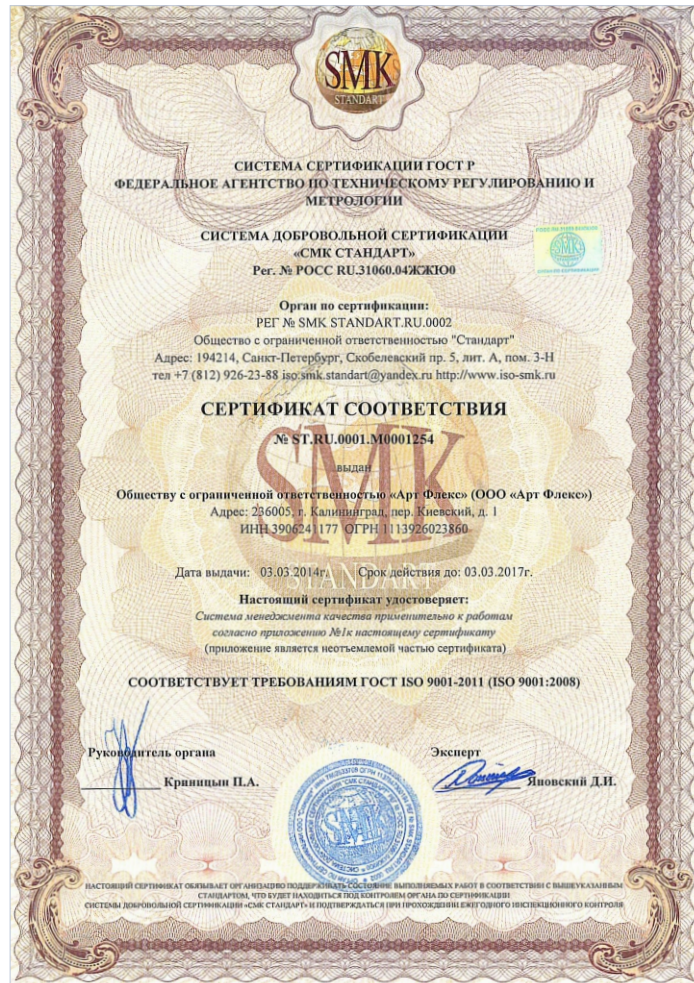 SMK
STANDART
СИСТЕМА СЕРТИФИКАЦИИ ГОСТ Р
ФЕДЕРАЛЬНОЕ АГЕНТСТВО ПО ТЕХНИЧЕСКОМУ РЕГУЛИРОВАНИЮ И
МЕТРОЛОГИИ
СИСТЕМА ДОБРОВОЛЬНОЙ СЕРТИФИКАЦИИ
«СМК СТАНДАРТ»
Рег. № РОСС RU.31060.04ЖЖЮ0
SMK
Орган по сертификации:
РЕГ № SMK STANDART.RU.0002
Общество с ограниченной ответственностью "Стандарт"
Адрес: 194214, Санкт-Петербург, Скобелевский пр. 5, лит. А, пом. 3-Н
тел +7 (812) 926-23-88 iso.smk.standart@yandex.ru http://www.iso-smk.ru
СЕРТИФИКАТ СООТВЕТСТВИЯ
№ ST.RU.0001.M0001254
выдан
Обществу с ограниченной ответственностью «Арт Флекс» (ООО «Арт Флекс»)
Адрес: 236005, г. Калининград, пер. Киевский, д. 1
ИНН 3906241177 ОГРН 1113926023860
SMK
STANDART
Дата выдачи: 03.03.2014г. Срок действия до: 03.03.2017г.
Настоящий сертификат удостоверяет:
Система менеджмента качества применительно к работам
согласно приложению №1к настоящему сертификату
(приложение является неотъемлемой частью сертификата)
СООТВЕТСТВУЕТ ТРЕБОВАНИЯМ ГОСТ ISO 9001-2011 (ISO 9001:2008)
Руководитель органа Эксперт
Криницын П.А. Яновский Д.И.
SMK
НАСТОЯЩИЙ СЕРТИФИКАТ ОБЯЗЫВАЕТ ОРГАНИЗАЦИЮ ПОДДЕРЖИВАТЬ СОСТОЯНИЕ ВЫПОЛНЯЕМЫХ РАБОТ В СООТВЕТСТВИИ С ВЫШЕУКАЗАННЫМ
СТАНДАРТОМ, ЧТО БУДЕТ НАХОДИТЬСЯ ПОД КОНТРОЛЕМ ОРГАНА ПО СЕРТИФИКАЦИИ
СИСТЕМЫ ДОБРОВОЛЬНОЙ СЕРТИФИКАЦИИ «СМК СТАНДАРТ» И ПОДТВЕРЖДАТЬСЯ ПРИ ПРОХОЖДЕНИИ ЕЖЕГОДНОГО ИНСПЕКЦИОННОГО КОНТРОЛЯ